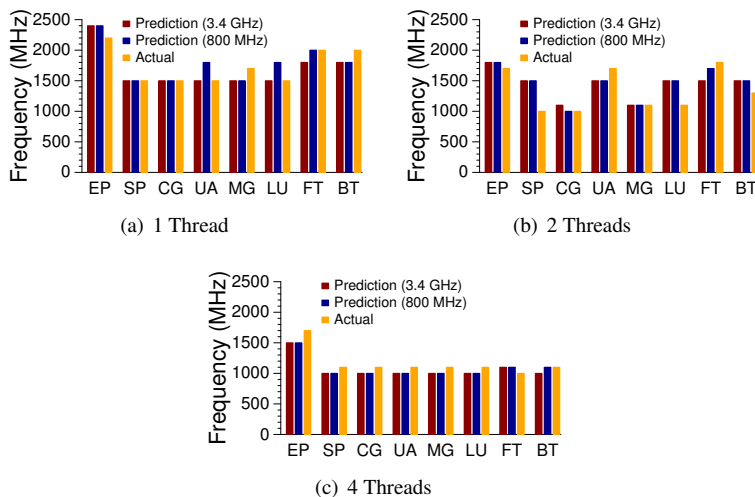 Frequency (MHz)
2500
2000
1500
1000
500
0
Prediction (3.4 GHz)
Prediction (800 MHz)
Actual
EP SP CG UA MG LU FT BT
(a) 1 Thread
Frequency (MHz)
2500
2000
1500
1000
500
0
Prediction (3.4 GHz)
Prediction (800 MHz)
Actual
EP SP CG UA MG LU FT BT
(b) 2 Threads
Frequency (MHz)
2500
2000
1500
1000
500
0
Prediction (3.4 GHz)
Prediction (800 MHz)
Actual
EP SP CG UA MG LU FT BT
(c) 4 Threads